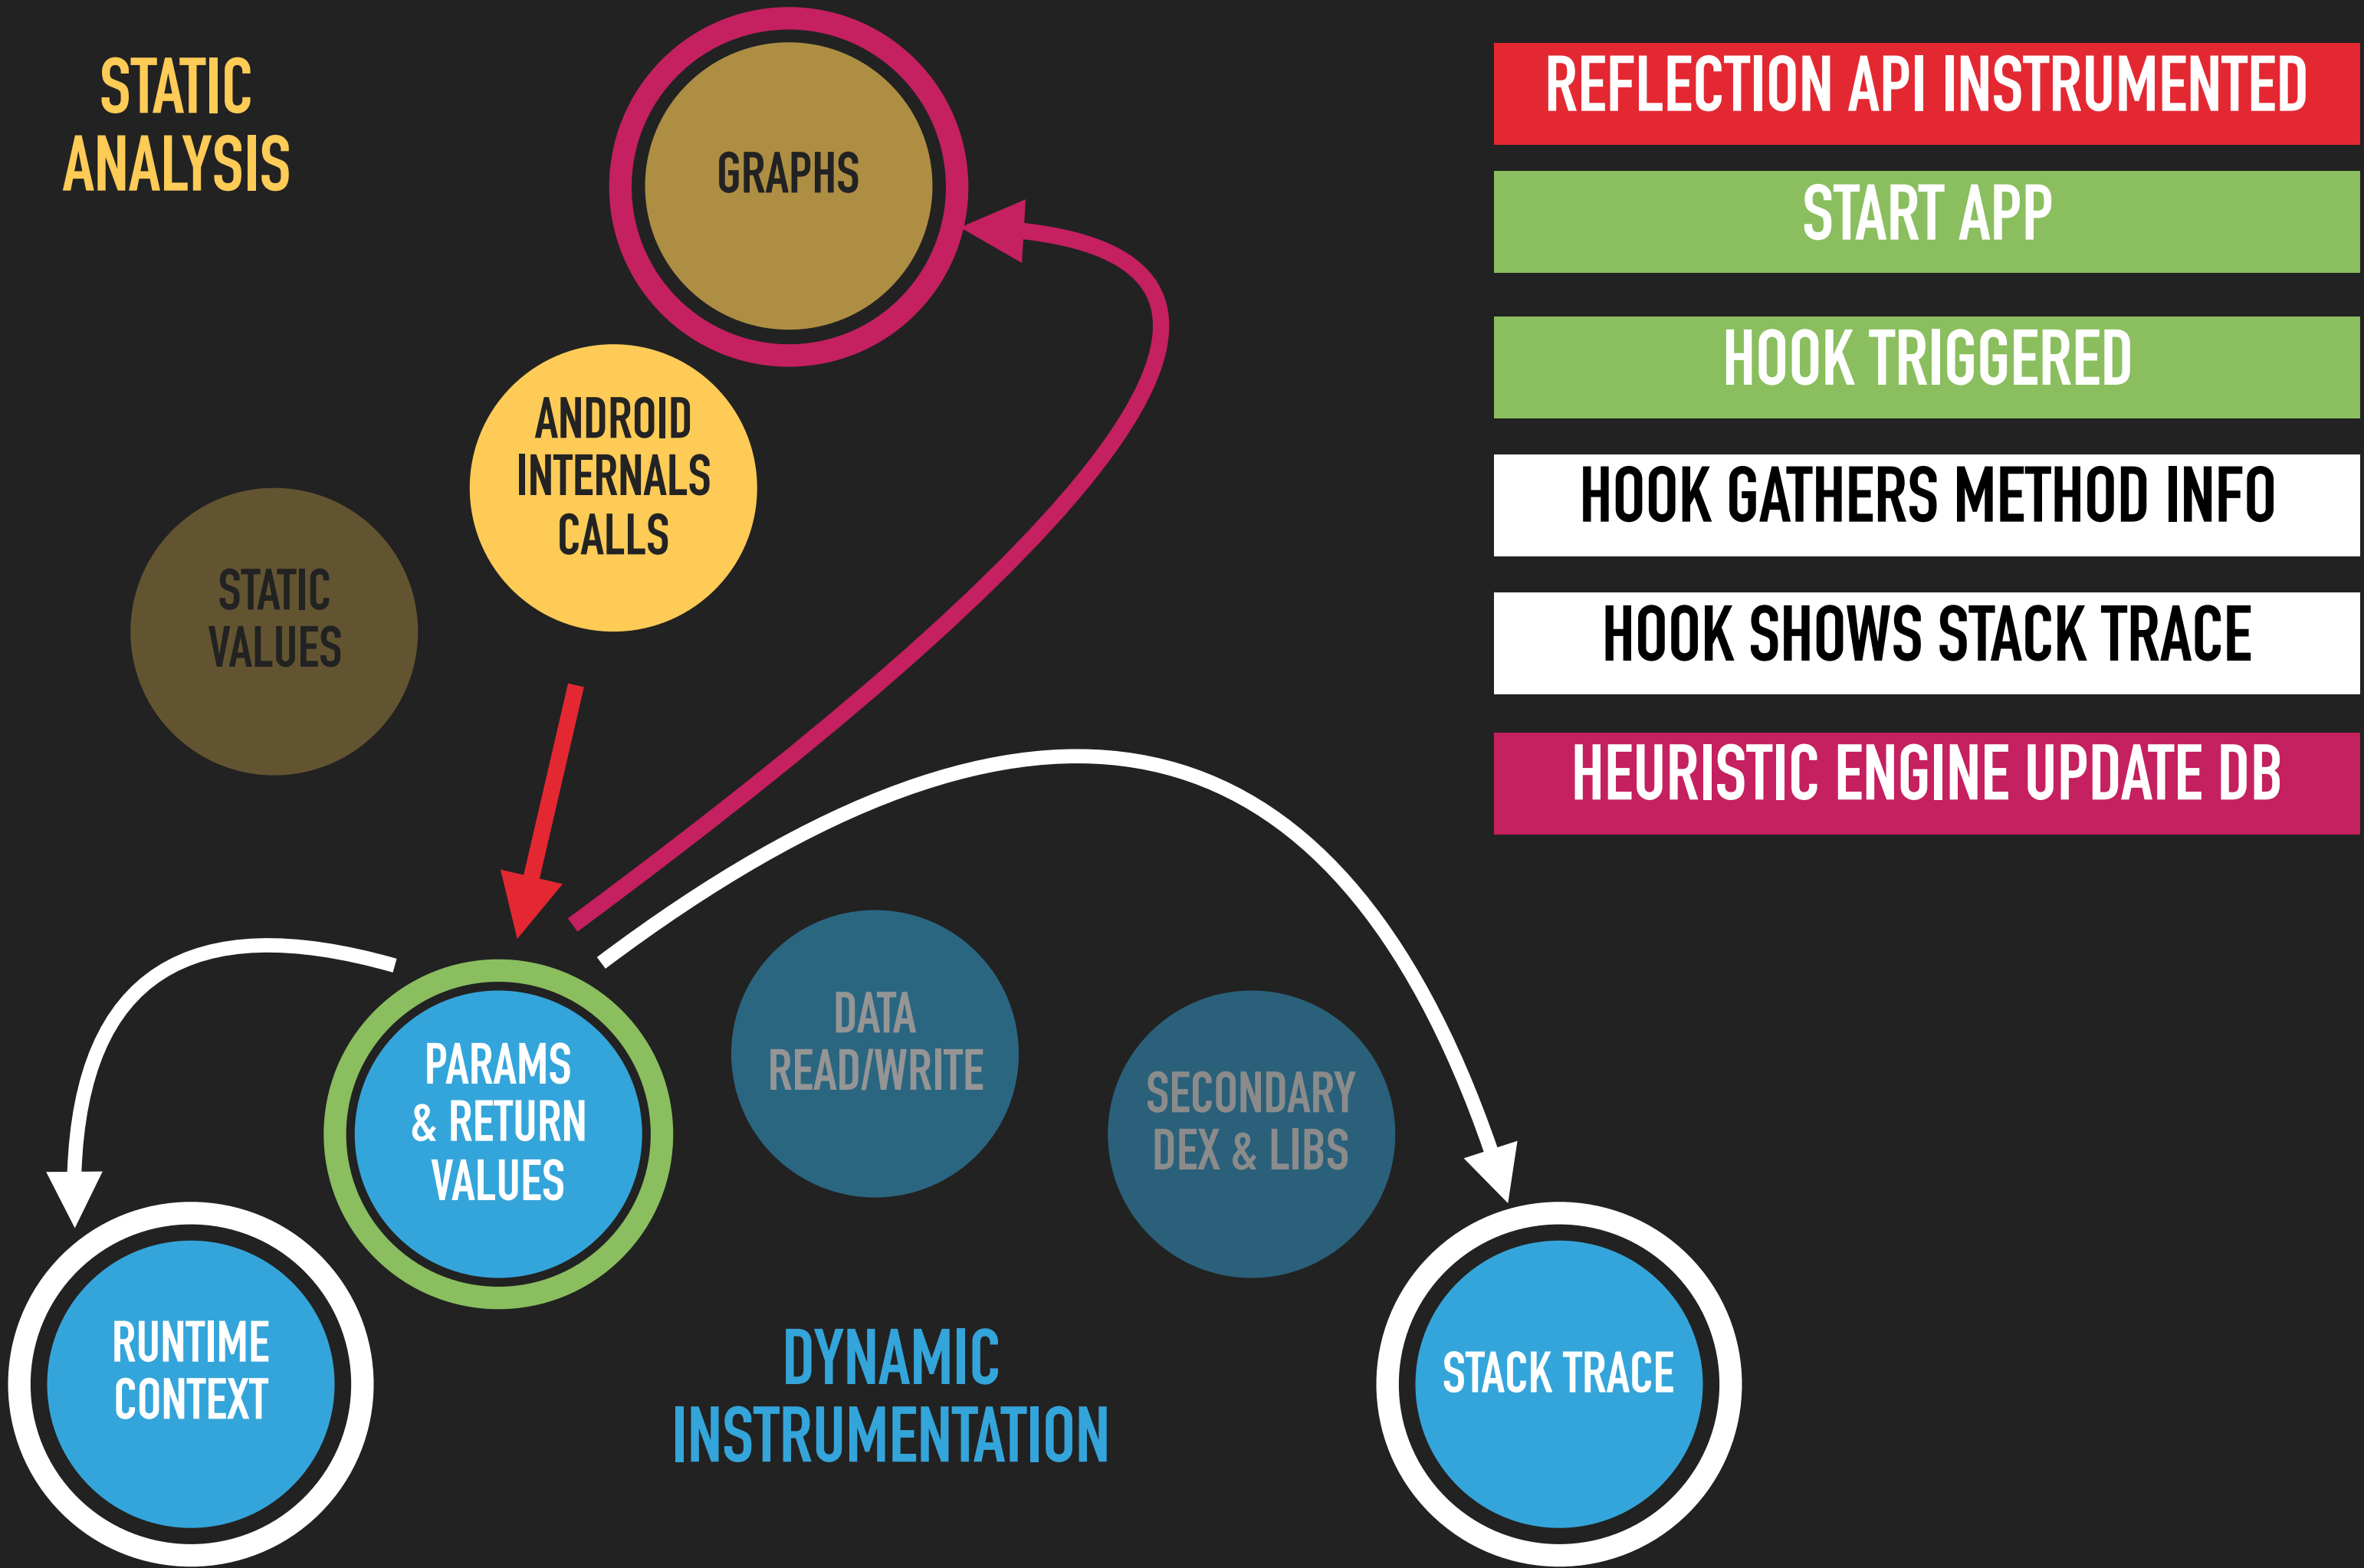 STATIC
ANALYSIS
GRAPHS
ANDROID
INTERNALS
CALLS
STATIC
VALUES
REFLECTION API INSTRUMENTED
START APP
HOOK TRIGGERED
HOOK GATHERS METHOD INFO
HOOK SHOWS STACK TRACE
HEURISTIC ENGINE UPDATE DB
PARAMS
& RETURN
VALUES
DATA
READ/WRITE
SECONDARY
DEX & LIBS
RUNTIME
CONTEXT
STACK TRACE
DYNAMIC
INSTRUMENTATION